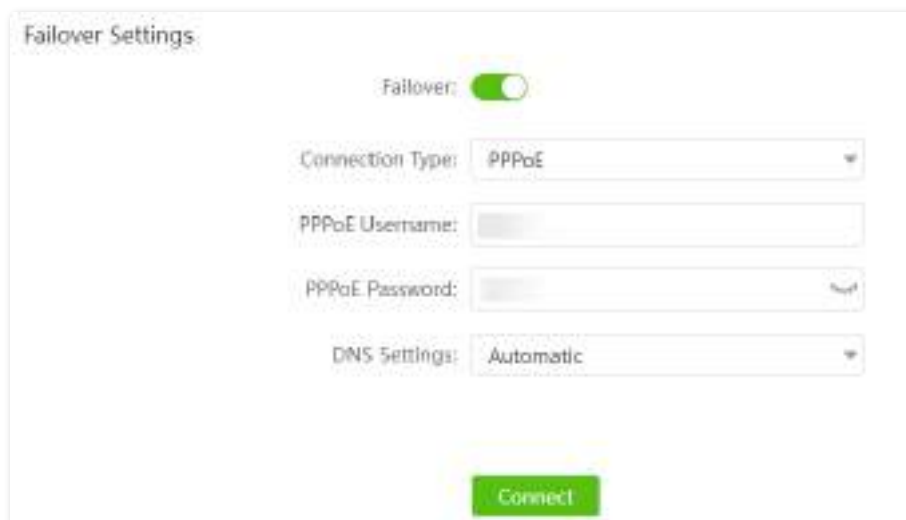 Failover Settings
Failover:
Connection Type: PPPoE
PPPoE Username:
PPPoE Password:
DNS Settings: Automatic
Connect